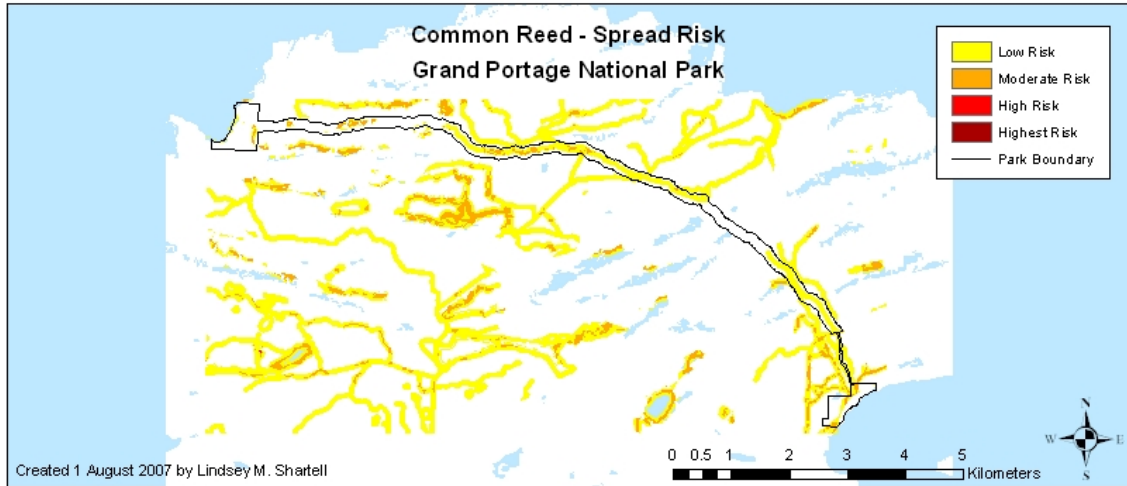 Common Reed - Spread Risk
Grand Portage National Park
Low Risk
Moderate Risk
High Risk
Highest Risk
Park Boundary
Created 1 August 2007 by Lindsey M. Shartell
0 0.5 1 2 3 4 5
Kilometers
N
W E
S